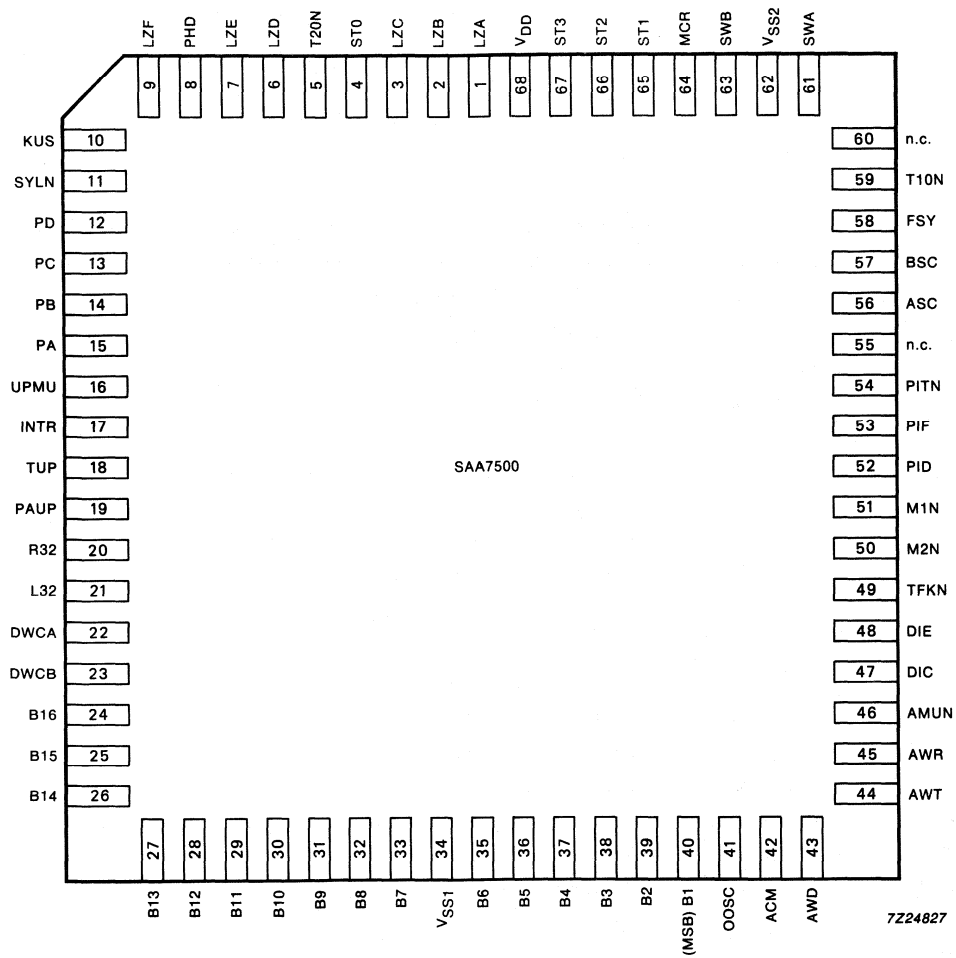 LZF PHD LZE LZD T20N ST0 LZC LZB LZA VDD ST3 ST2 ST1 MCR SWB VSS2 SWA
9 8 7 6 5 4 3 2 1 68 67 66 65 64 63 62 61
KUS 10 60 n.c.
SYLN 11 59 T10N
PD 12 58 FSY
PC 13 57 BSC
PB 14 56 ASC
PA 15 55 n.c.
UPMU 16 54 PITN
INTR 17 53 PIF
TUP 18 SAA7500 52 PID
PAUP 19 51 M1N
R32 20 50 M2N
L32 21 49 TFKN
DWCA 22 48 DIE
DWCB 23 47 DIC
B16 24 46 AMUN
B15 25 45 AWR
B14 26 44 AWT
27 28 29 30 31 32 33 34 35 36 37 38 39 40 41 42 43
B13 B12 B11 B10 B9 B8 B7 VSS1 B6 B5 B4 B3 B2 (MSB) B1 OOSC ACM AWD
7Z24827